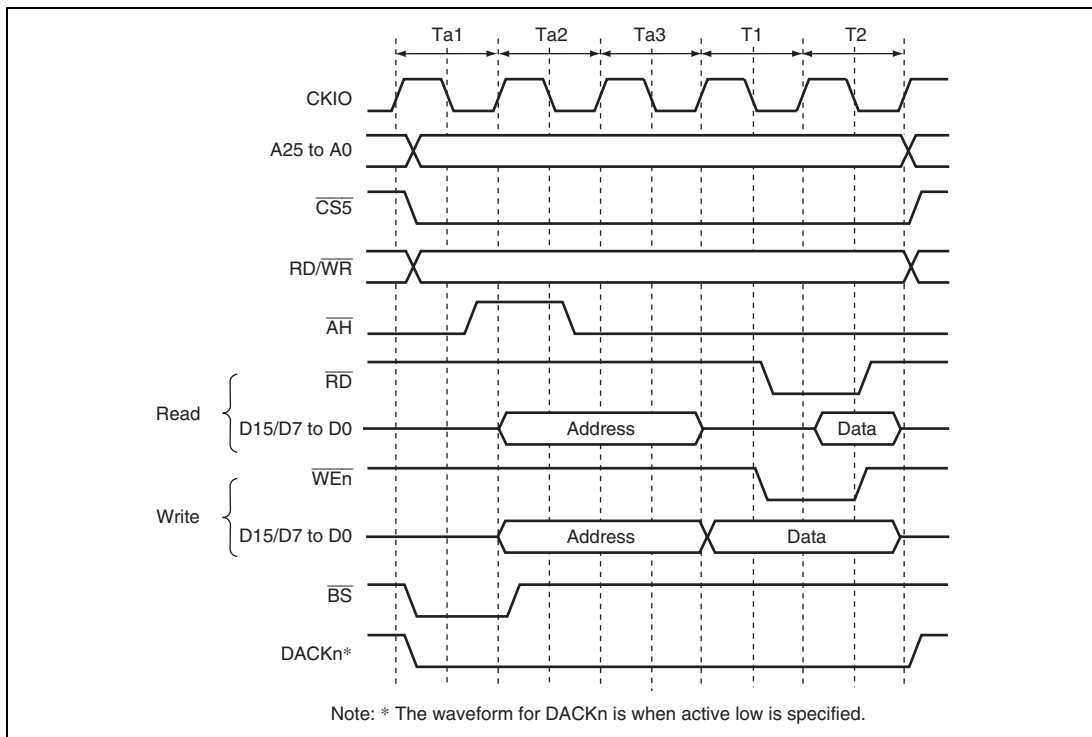 Ta1 Ta2 Ta3 T1 T2
CKIO
A25 to A0
CS5
RD/WR
AH
RD
Read
D15/D7 to D0 Address Data
WEn
Write
D15/D7 to D0 Address Data
BS
DACKn*
Note: * The waveform for DACKn is when active low is specified.